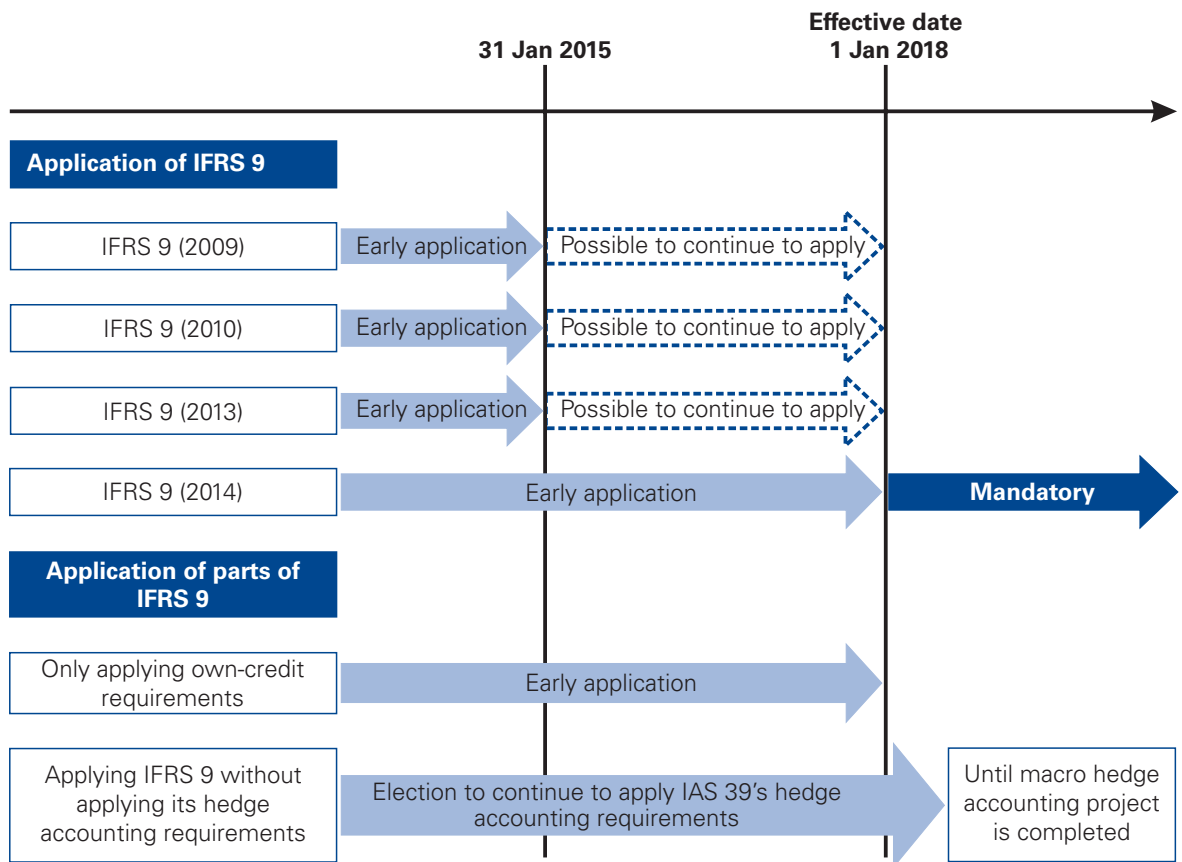 Effective date
31 Jan 2015
1 Jan 2018
Application of IFRS 9
IFRS 9 (2009)
Early application
Possible to continue to apply
IFRS 9 (2010)
Early application
Possible to continue to apply
IFRS 9 (2013)
Early application
Possible to continue to apply
IFRS 9 (2014)
Early application
Mandatory
Application of parts of
IFRS 9
Only applying own-credit
requirements
Early application
Applying IFRS 9 without
applying its hedge
accounting requirements
Election to continue to apply IAS 39's hedge
accounting requirements
Until macro hedge
accounting project
is completed